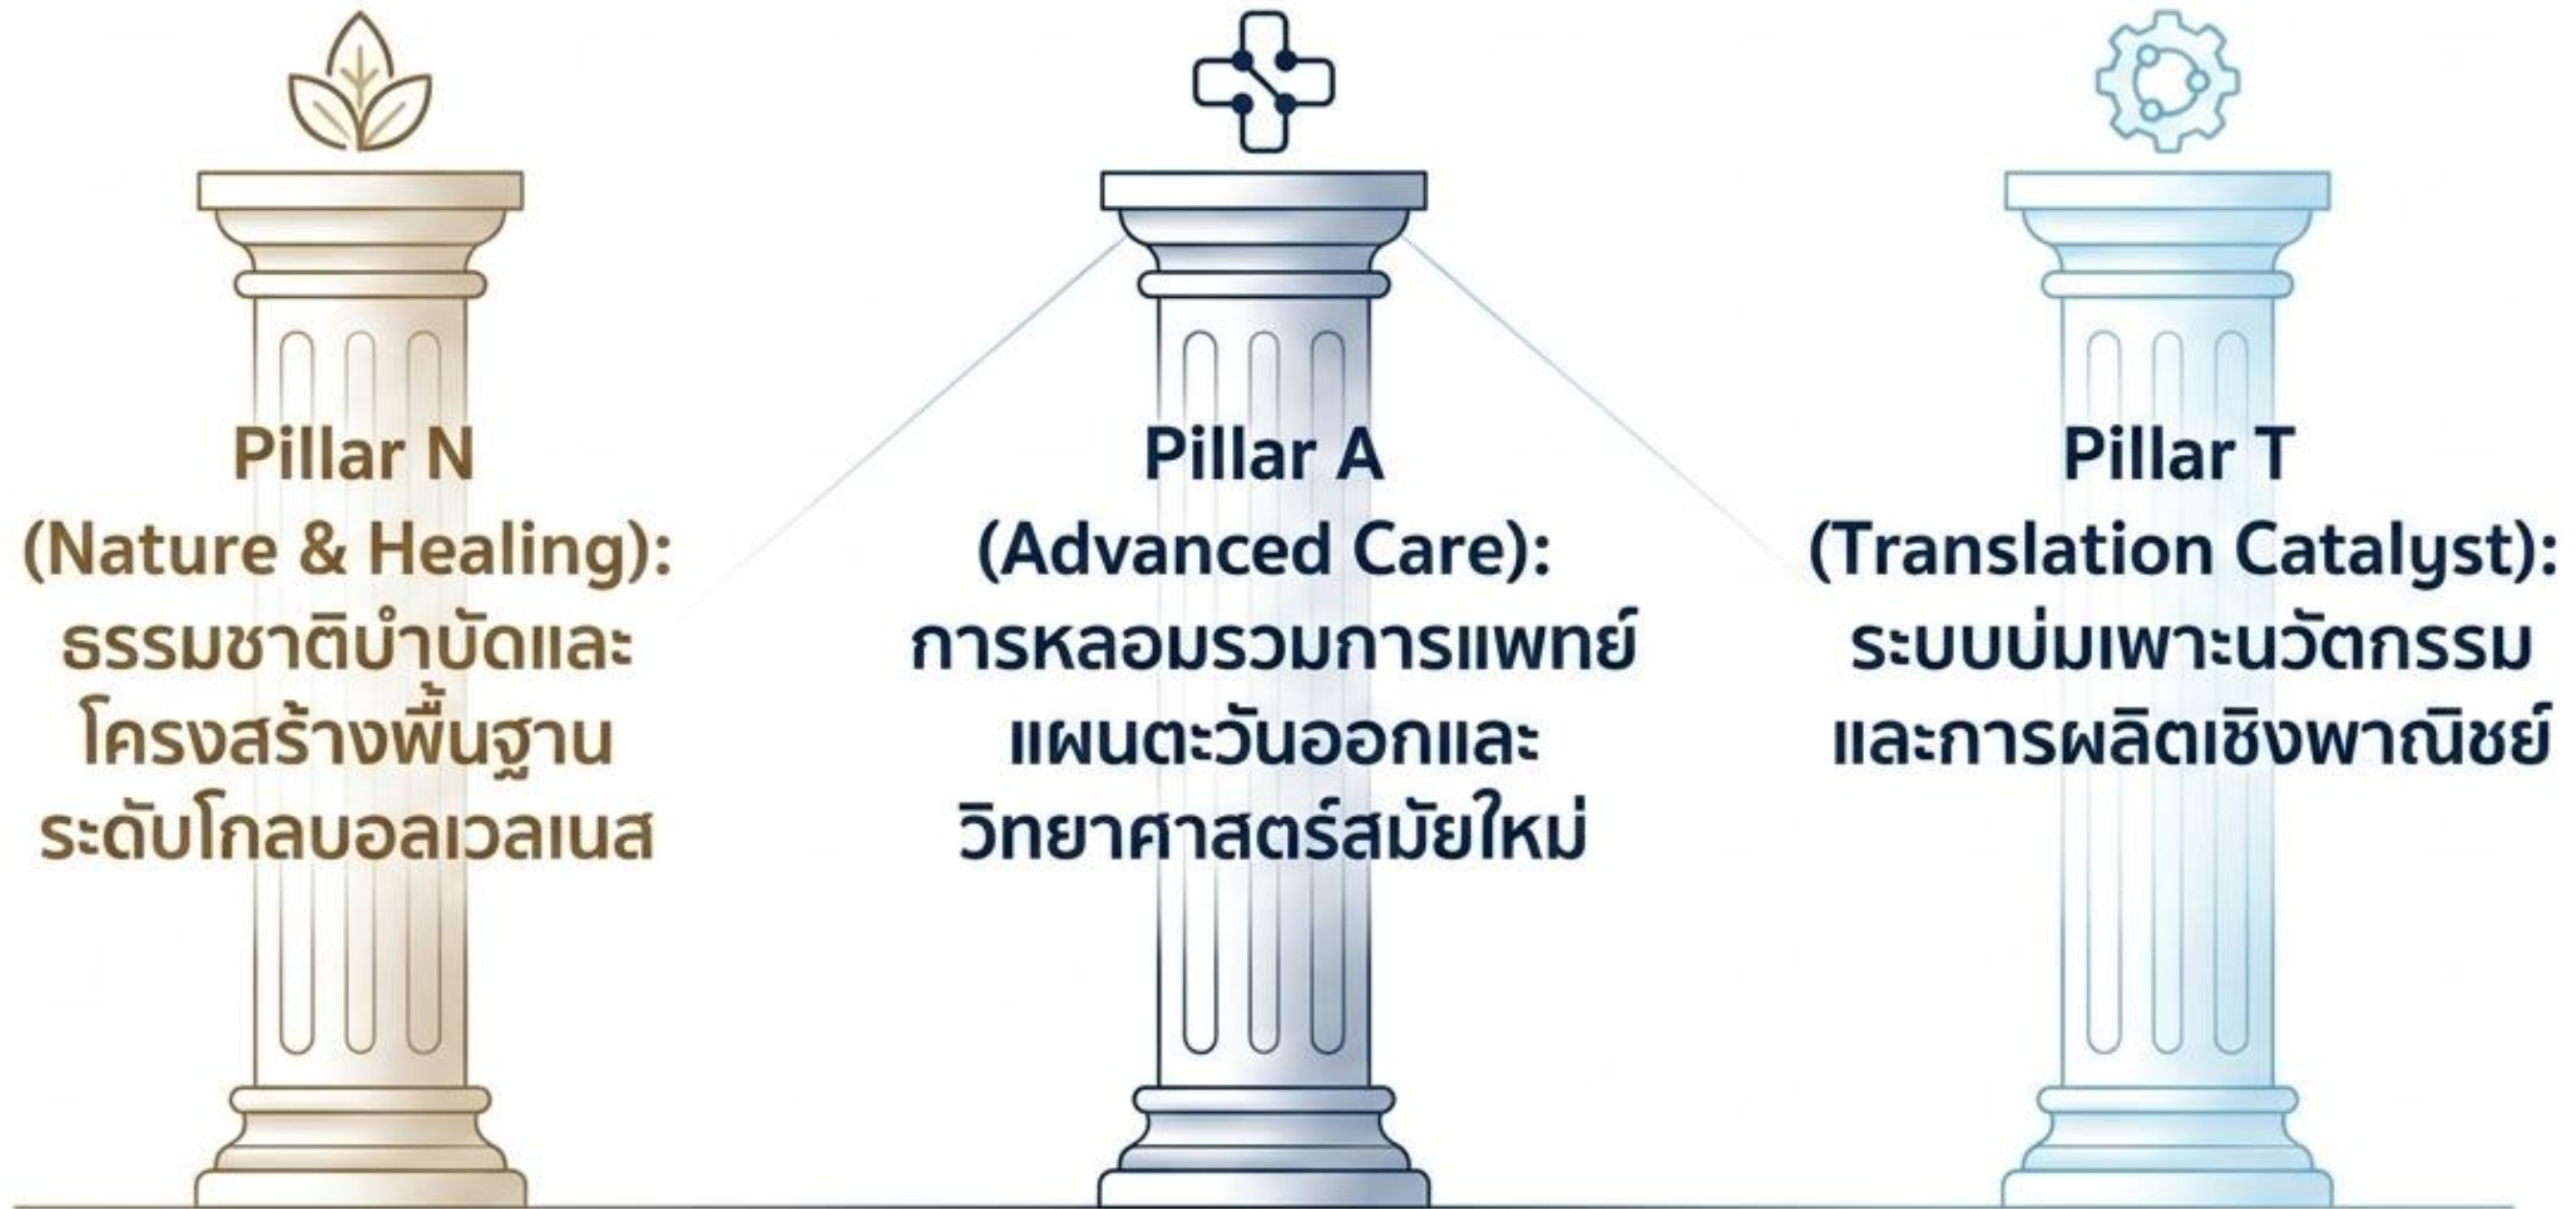 Pillar N
(Nature & Healing):
ธรรมชาติบำบัดและ
โครงสร้างพื้นฐาน
ระดับโกลบอลเวลเนส
Pillar A
(Advanced Care):
การหลอมรวมการแพทย์
แผนตะวันออกและ
วิทยาศาสตร์สมัยใหม่
Pillar T
(Translation Catalyst):
ระบบบ่มเพาะนวัตกรรม
และการผลิตเชิงพาณิชย์